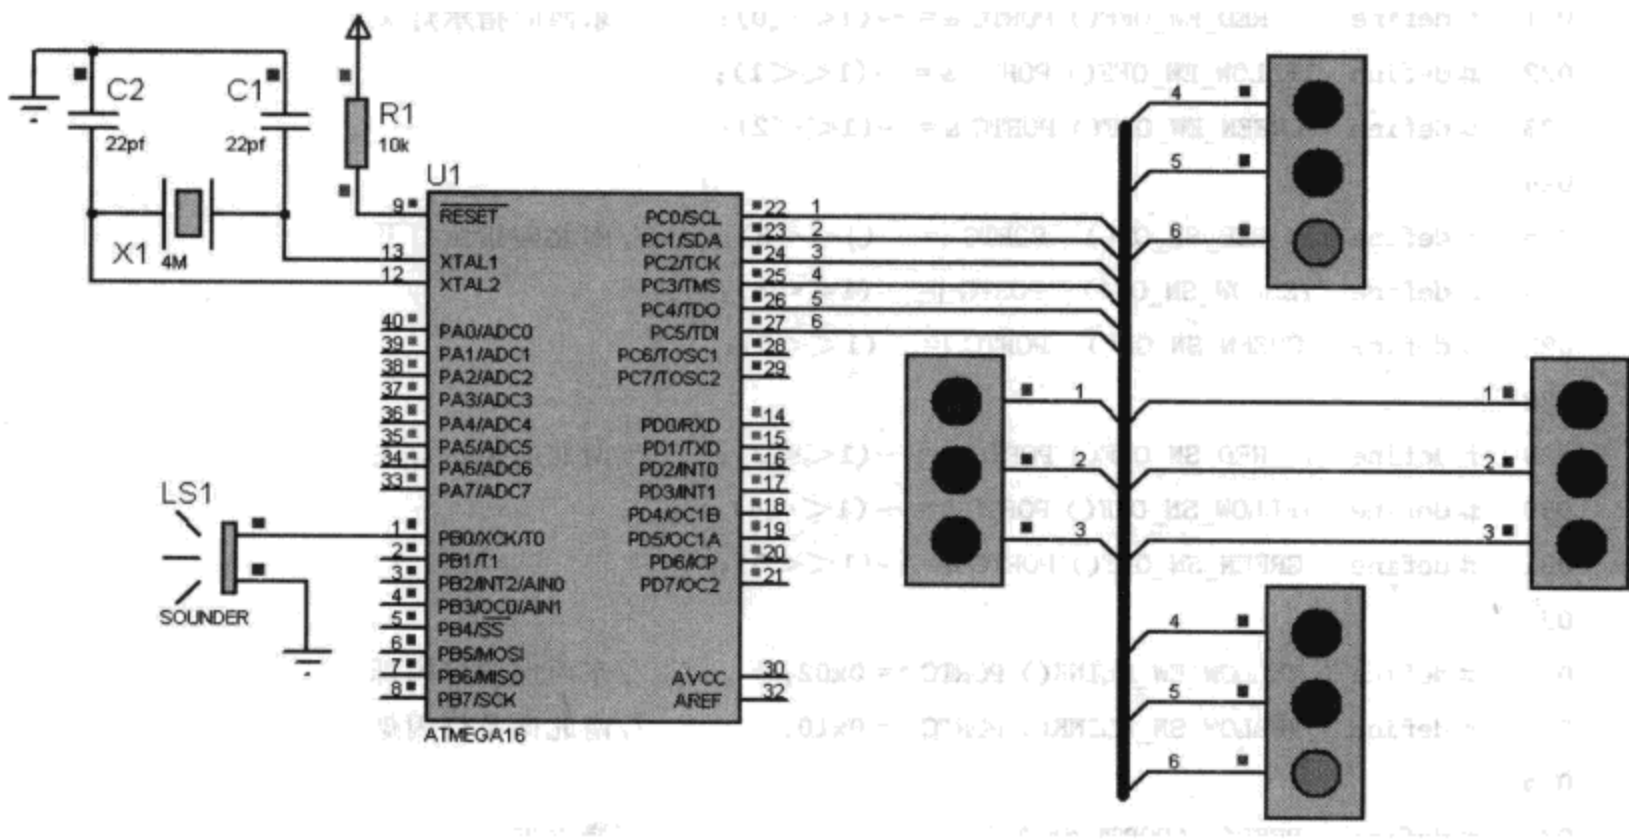 C2
22pf
C1
22pf
X1
4M
R1
10k
U1
9
RESET
13
XTAL1
12
XTAL2
40
PA0/ADC0
39
PA1/ADC1
38
PA2/ADC2
37
PA3/ADC3
36
PA4/ADC4
35
PA5/ADC5
34
PA6/ADC6
33
PA7/ADC7
1
PB0/XCK/T0
2
PB1/T1
3
PB2/INT2/AIN0
4
PB3/OC0/AIN1
5
PB4/SS
6
PB5/MOSI
7
PB6/MISO
8
PB7/SCK
PC0/SCL
22
1
PC1/SDA
23
2
PC2/TCK
24
3
PC3/TMS
25
4
PC4/TDO
26
5
PC5/TDI
27
6
PC6/TOSC1
28
PC7/TOSC2
29
PD0/RXD
14
PD1/TXD
15
PD2/INT0
16
PD3/INT1
17
PD4/OC1B
18
PD5/OC1A
19
PD6/ICP
20
PD7/OC2
21
AVCC
30
AREF
32
ATMEGA16
LS1
SOUNDER
4
5
6
1
2
3
1
2
3
4
5
6